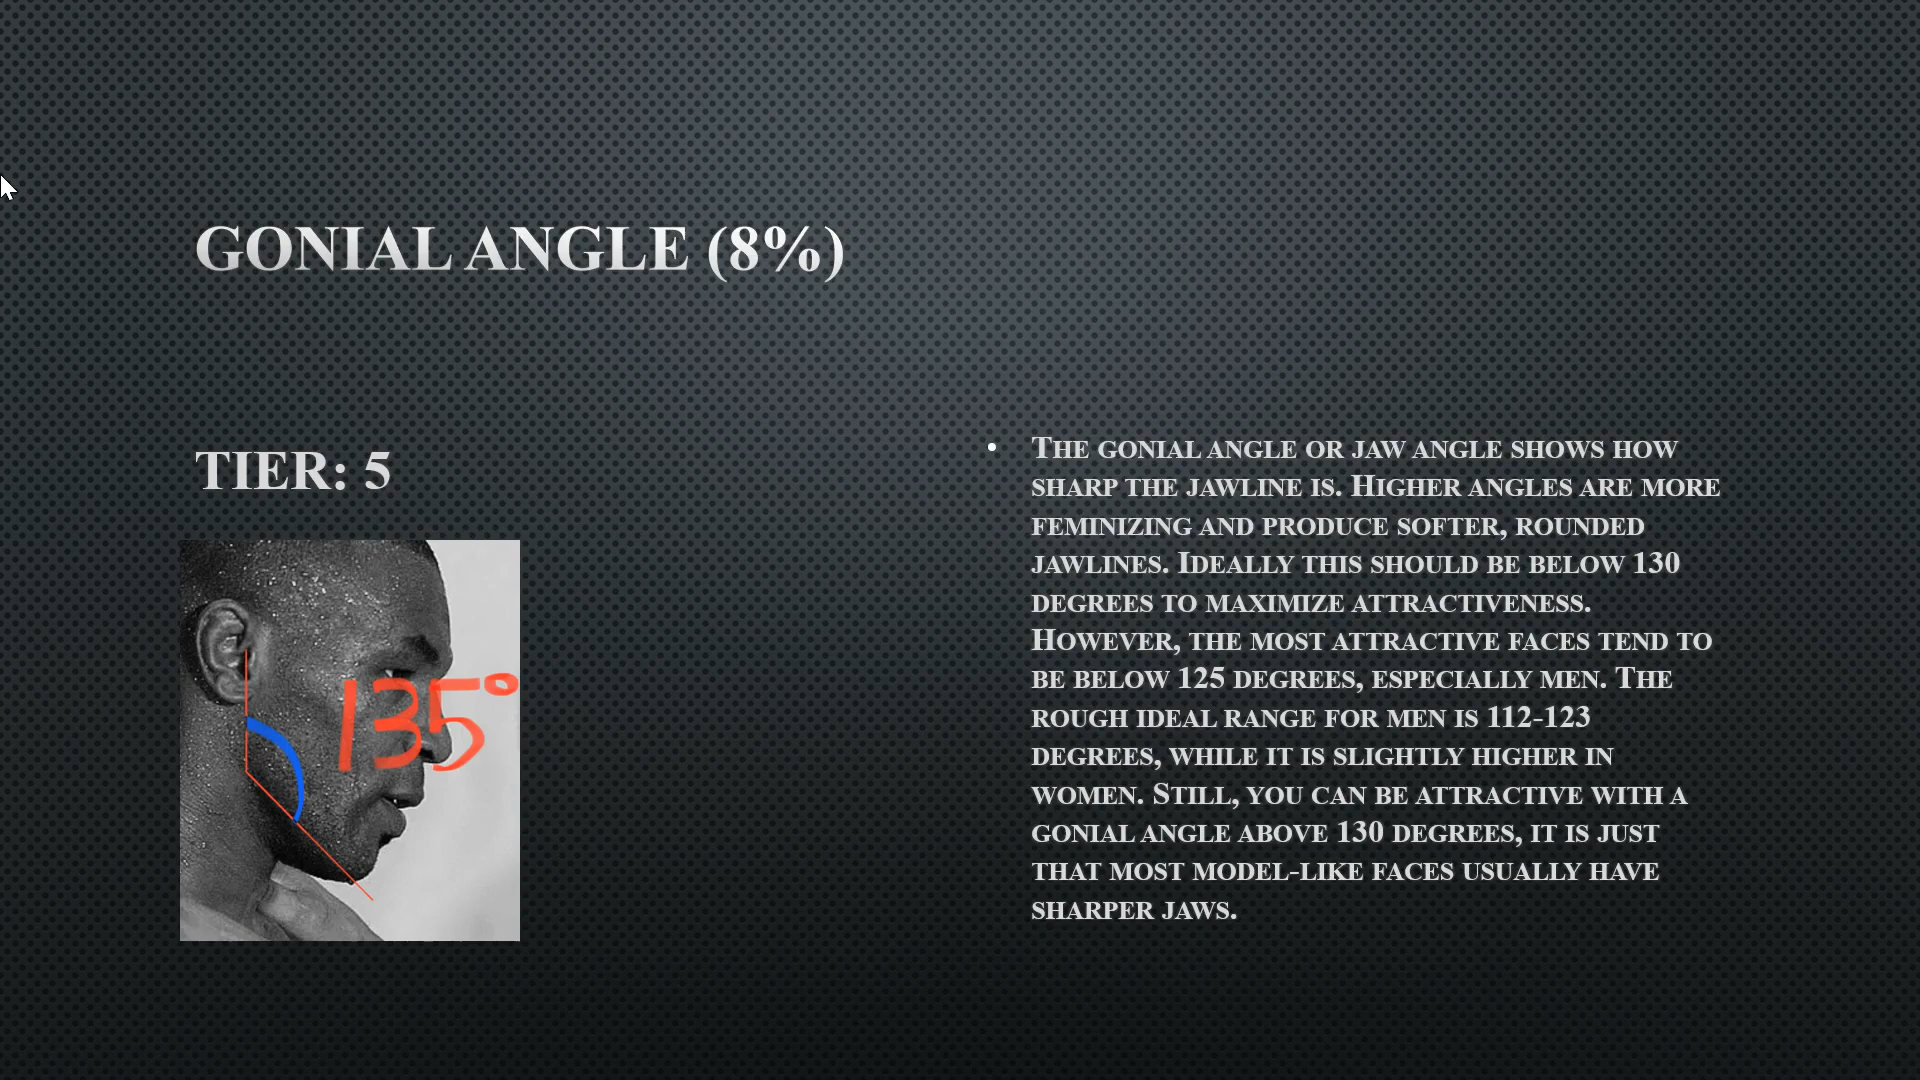 GONIAL ANGLE (8%)
TIER: 5
135°
• THE GONIAL ANGLE OR JAW ANGLE SHOWS HOW
SHARP THE JAWLINE IS. HIGHER ANGLES ARE MORE
FEMINIZING AND PRODUCE SOFTER, ROUNDED
JAWLINES. IDEALLY THIS SHOULD BE BELOW 130
DEGREES TO MAXIMIZE ATTRACTIVENESS.
HOWEVER, THE MOST ATTRACTIVE FACES TEND TO
BE BELOW 125 DEGREES, ESPECIALLY MEN. THE
ROUGH IDEAL RANGE FOR MEN IS 112-123
DEGREES, WHILE IT IS SLIGHTLY HIGHER IN
WOMEN. STILL, YOU CAN BE ATTRACTIVE WITH A
GONIAL ANGLE ABOVE 130 DEGREES, IT IS JUST
THAT MOST MODEL-LIKE FACES USUALLY HAVE
SHARPER JAWS.